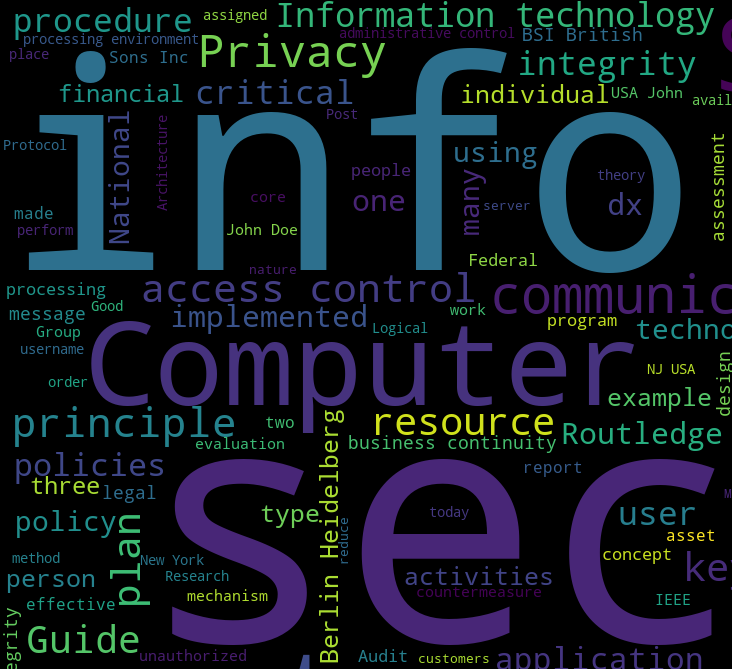 procedure
assigned
Information technology
processing environment
administrative control
BSI British
place
Sons Inc
Privacy
integrity
financial
critical
individual
USA John
avail
info
Post
National
Architecture
Protocol
using
people
many
theory
assessment
core
one
server
dx
made
perform
John Doe
Federal
nature
processing
access control
communic
message
Good
implemented
work
program
techno
Group
Logical
username
Computer
NJ USA
order
example
design
principle
two
resource
Routledge
evaluation
business continuity
policies
report
three
legal
sec
type
today
user
policy
plan
Berlin Heidelberg
reduce
asset
method
New York
concept
key
person
Research
activities
mechanism
countermeasure
IEEE
effective
egrity
Guide
unauthorized
Audit
customers
application